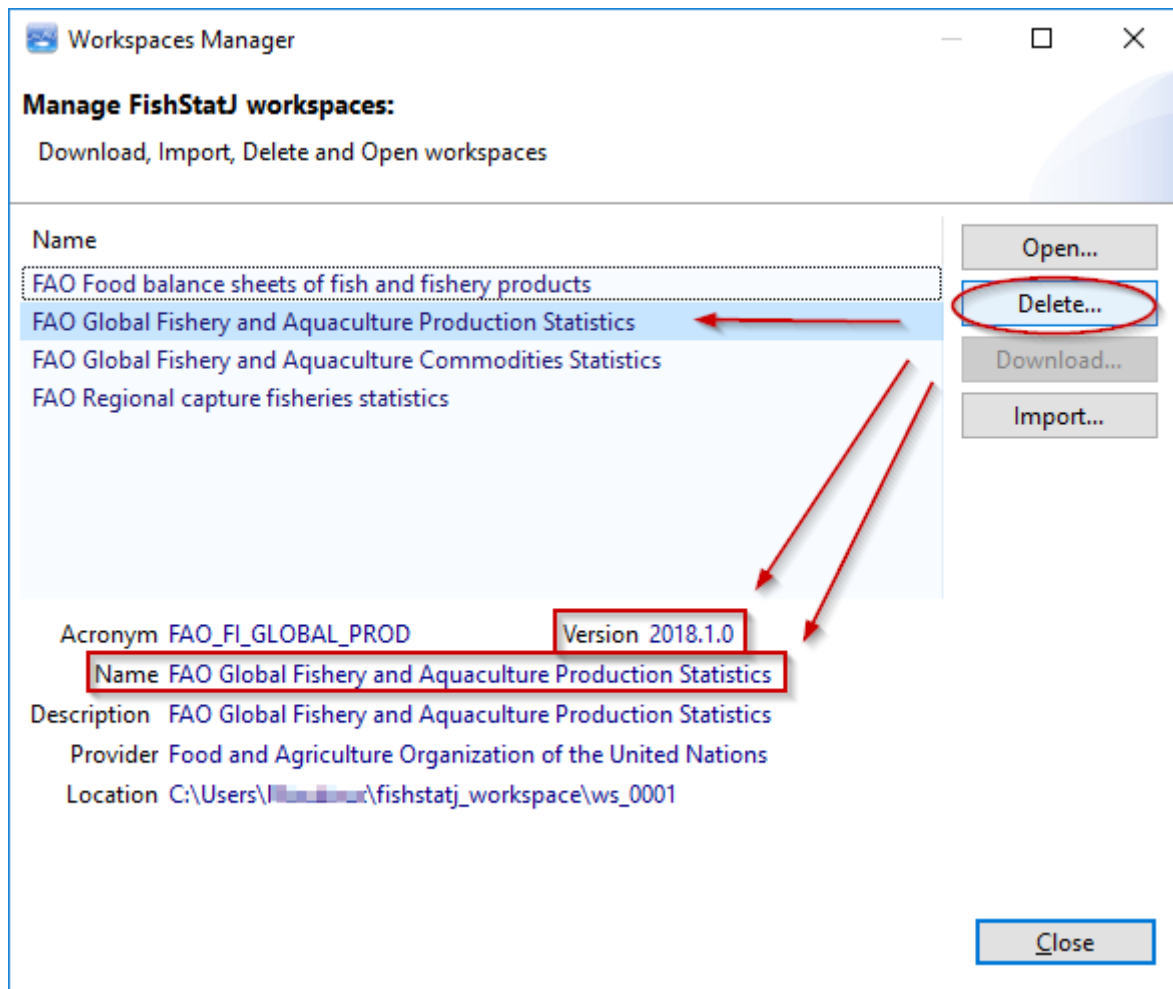 Workspaces Manager
Manage FishStatJ workspaces:
Download, Import, Delete and Open workspaces
Name
Open...
FAO Food balance sheets of fish and fishery products
Delete...
FAO Global Fishery and Aquaculture Production Statistics
FAO Global Fishery and Aquaculture Commodities Statistics
Download...
FAO Regional capture fisheries statistics
Import...
Acronym FAO_FI_GLOBAL_PROD Version 2018.1.0
Name FAO Global Fishery and Aquaculture Production Statistics
Description FAO Global Fishery and Aquaculture Production Statistics
Provider Food and Agriculture Organization of the United Nations
Location C:\Users\ \fishstatj_workspace\ws_0001
Close